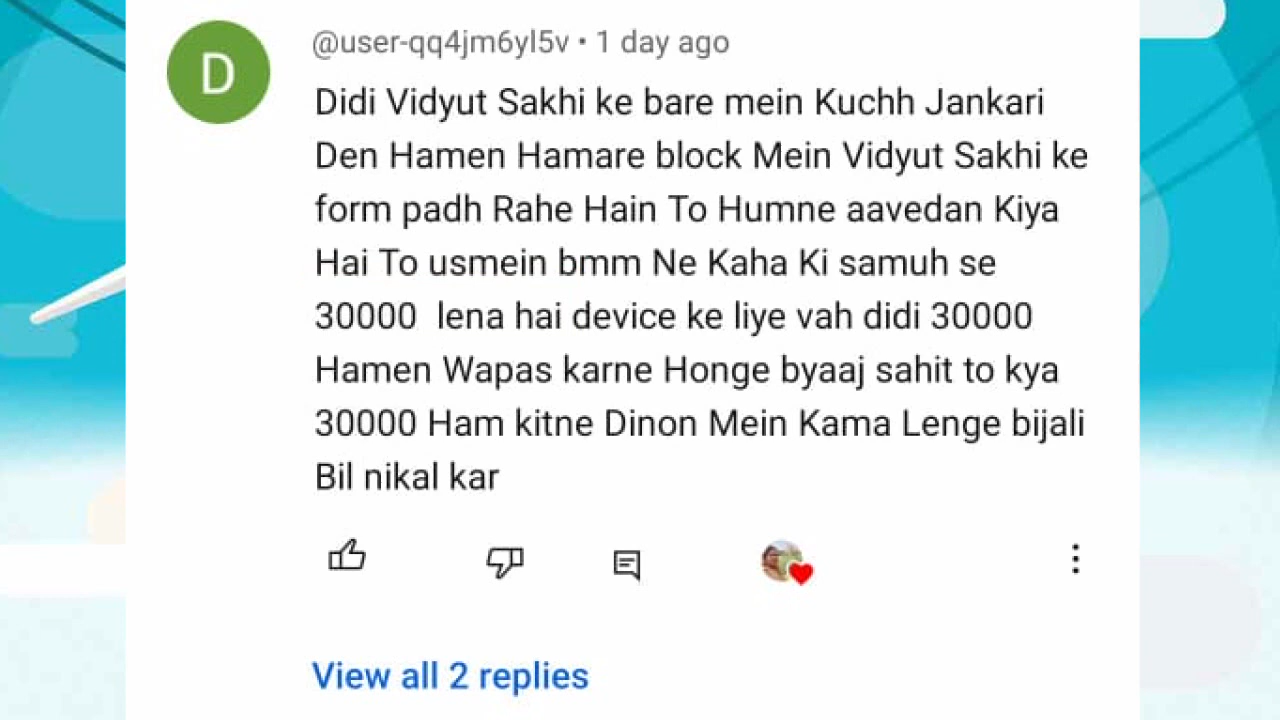 D
@user-qq4jm6yl5v • 1 day ago
Didi Vidyut Sakhi ke bare mein Kuchh Jankari
Den Hamen Hamare block Mein Vidyut Sakhi ke
form padh Rahe Hain To Humne aavedan Kiya
Hai To usmein bmm Ne Kaha Ki samuh se
30000  lena hai device ke liye vah didi 30000
Hamen Wapas karne Honge byaaj sahit to kya
30000 Ham kitne Dinon Mein Kama Lenge bijali
Bil nikal kar
View all 2 replies